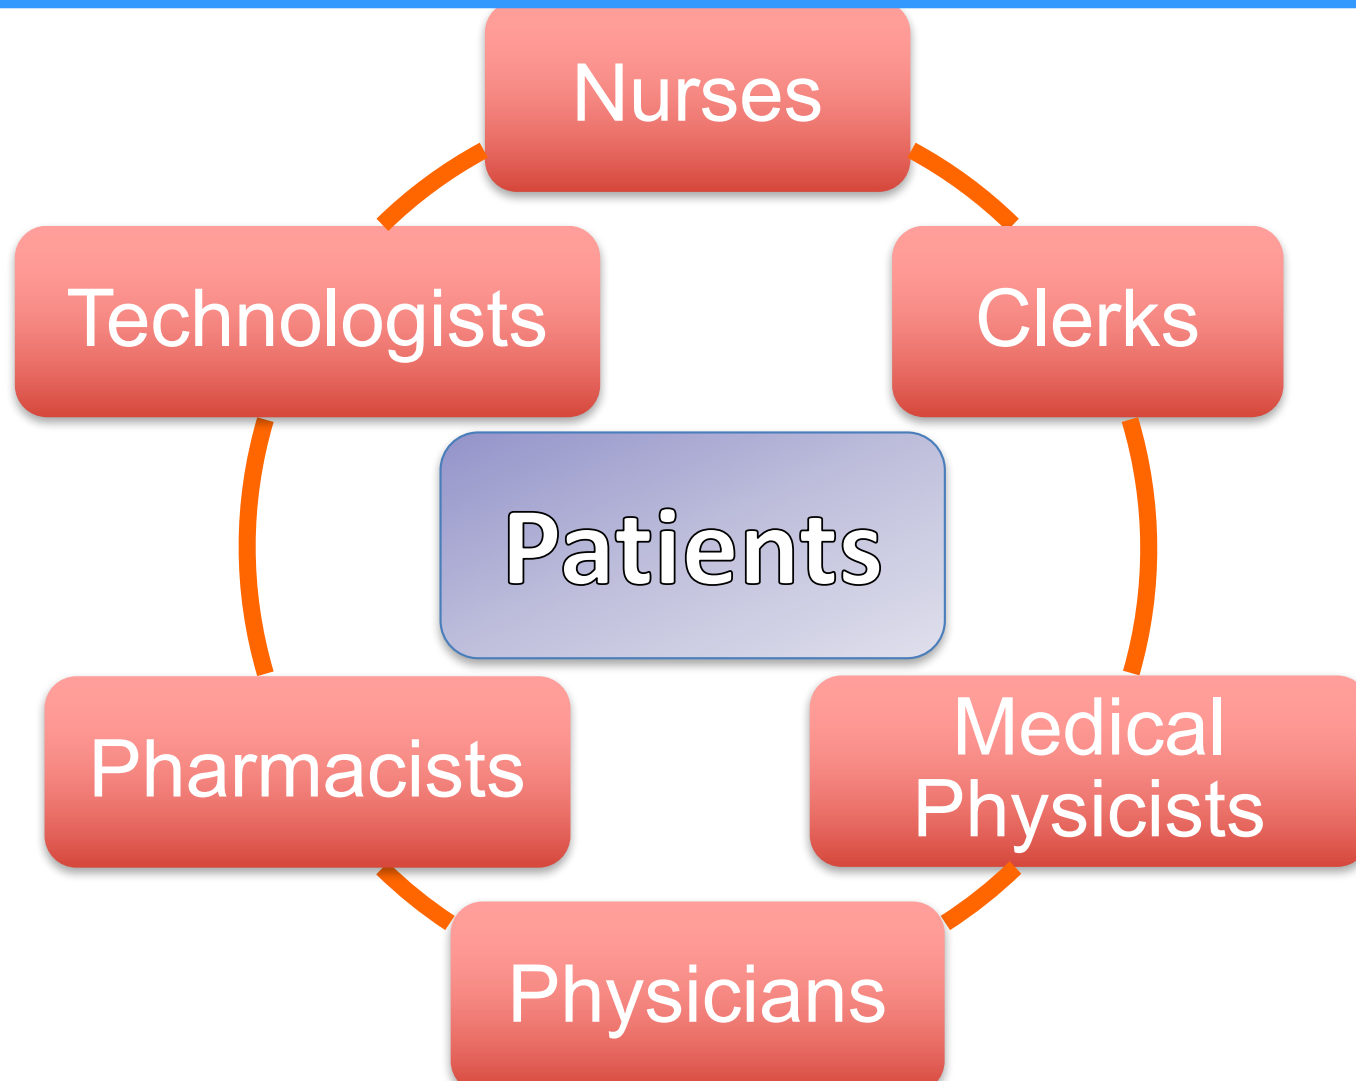 Nurses
Technologists
Clerks
Patients
Pharmacists
Medical
Physicists
Physicians